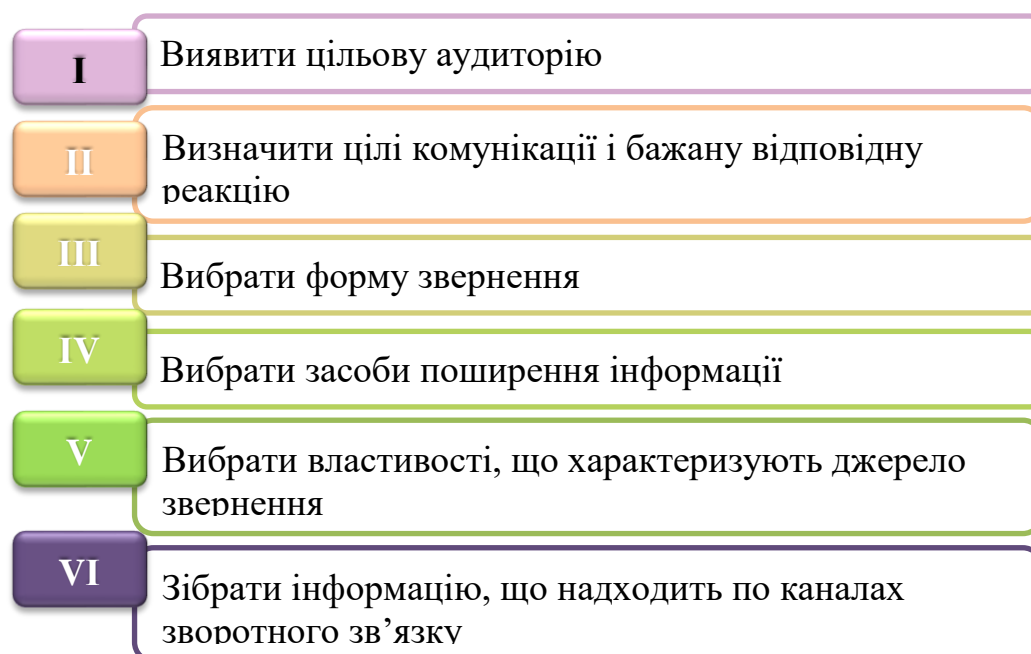 I
Виявити цільову аудиторію
II
Визначити цілі комунікації і бажану відповідну
реакцію
III
Вибрати форму звернення
IV
Вибрати засоби поширення інформації
V
Вибрати властивості, що характеризують джерело
звернення
VI
Зібрати інформацію, що надходить по каналах
зворотного зв’язку